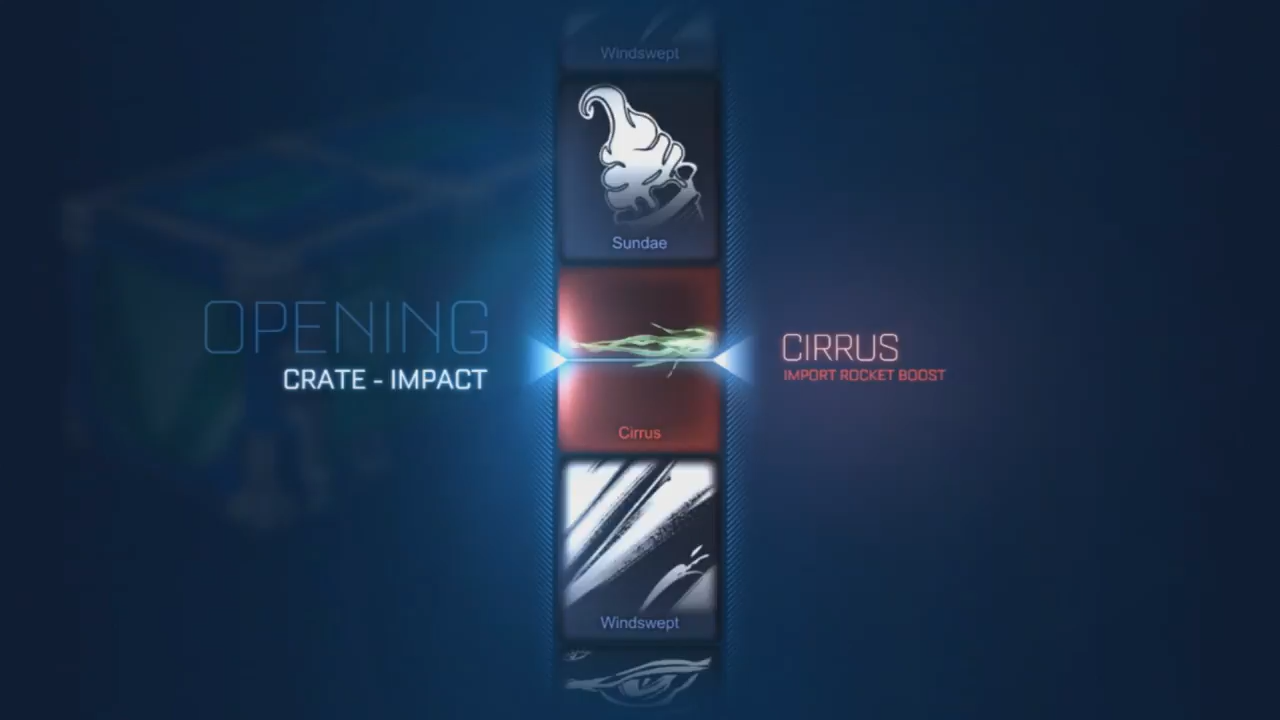 Windswept
Sundae
OPENING
CRATE - IMPACT
CIRRUS
IMPORT ROCKET BOOST
Cirrus
Windswept